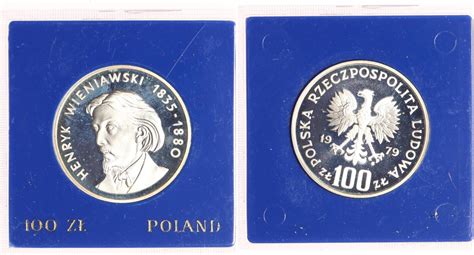 HENRYK WIENIAWSKI 1835-1880
100 ZŁ POLAND
POLSKA RZECZPOSPOLITA LUDOWA
19 79
zł 100 zł